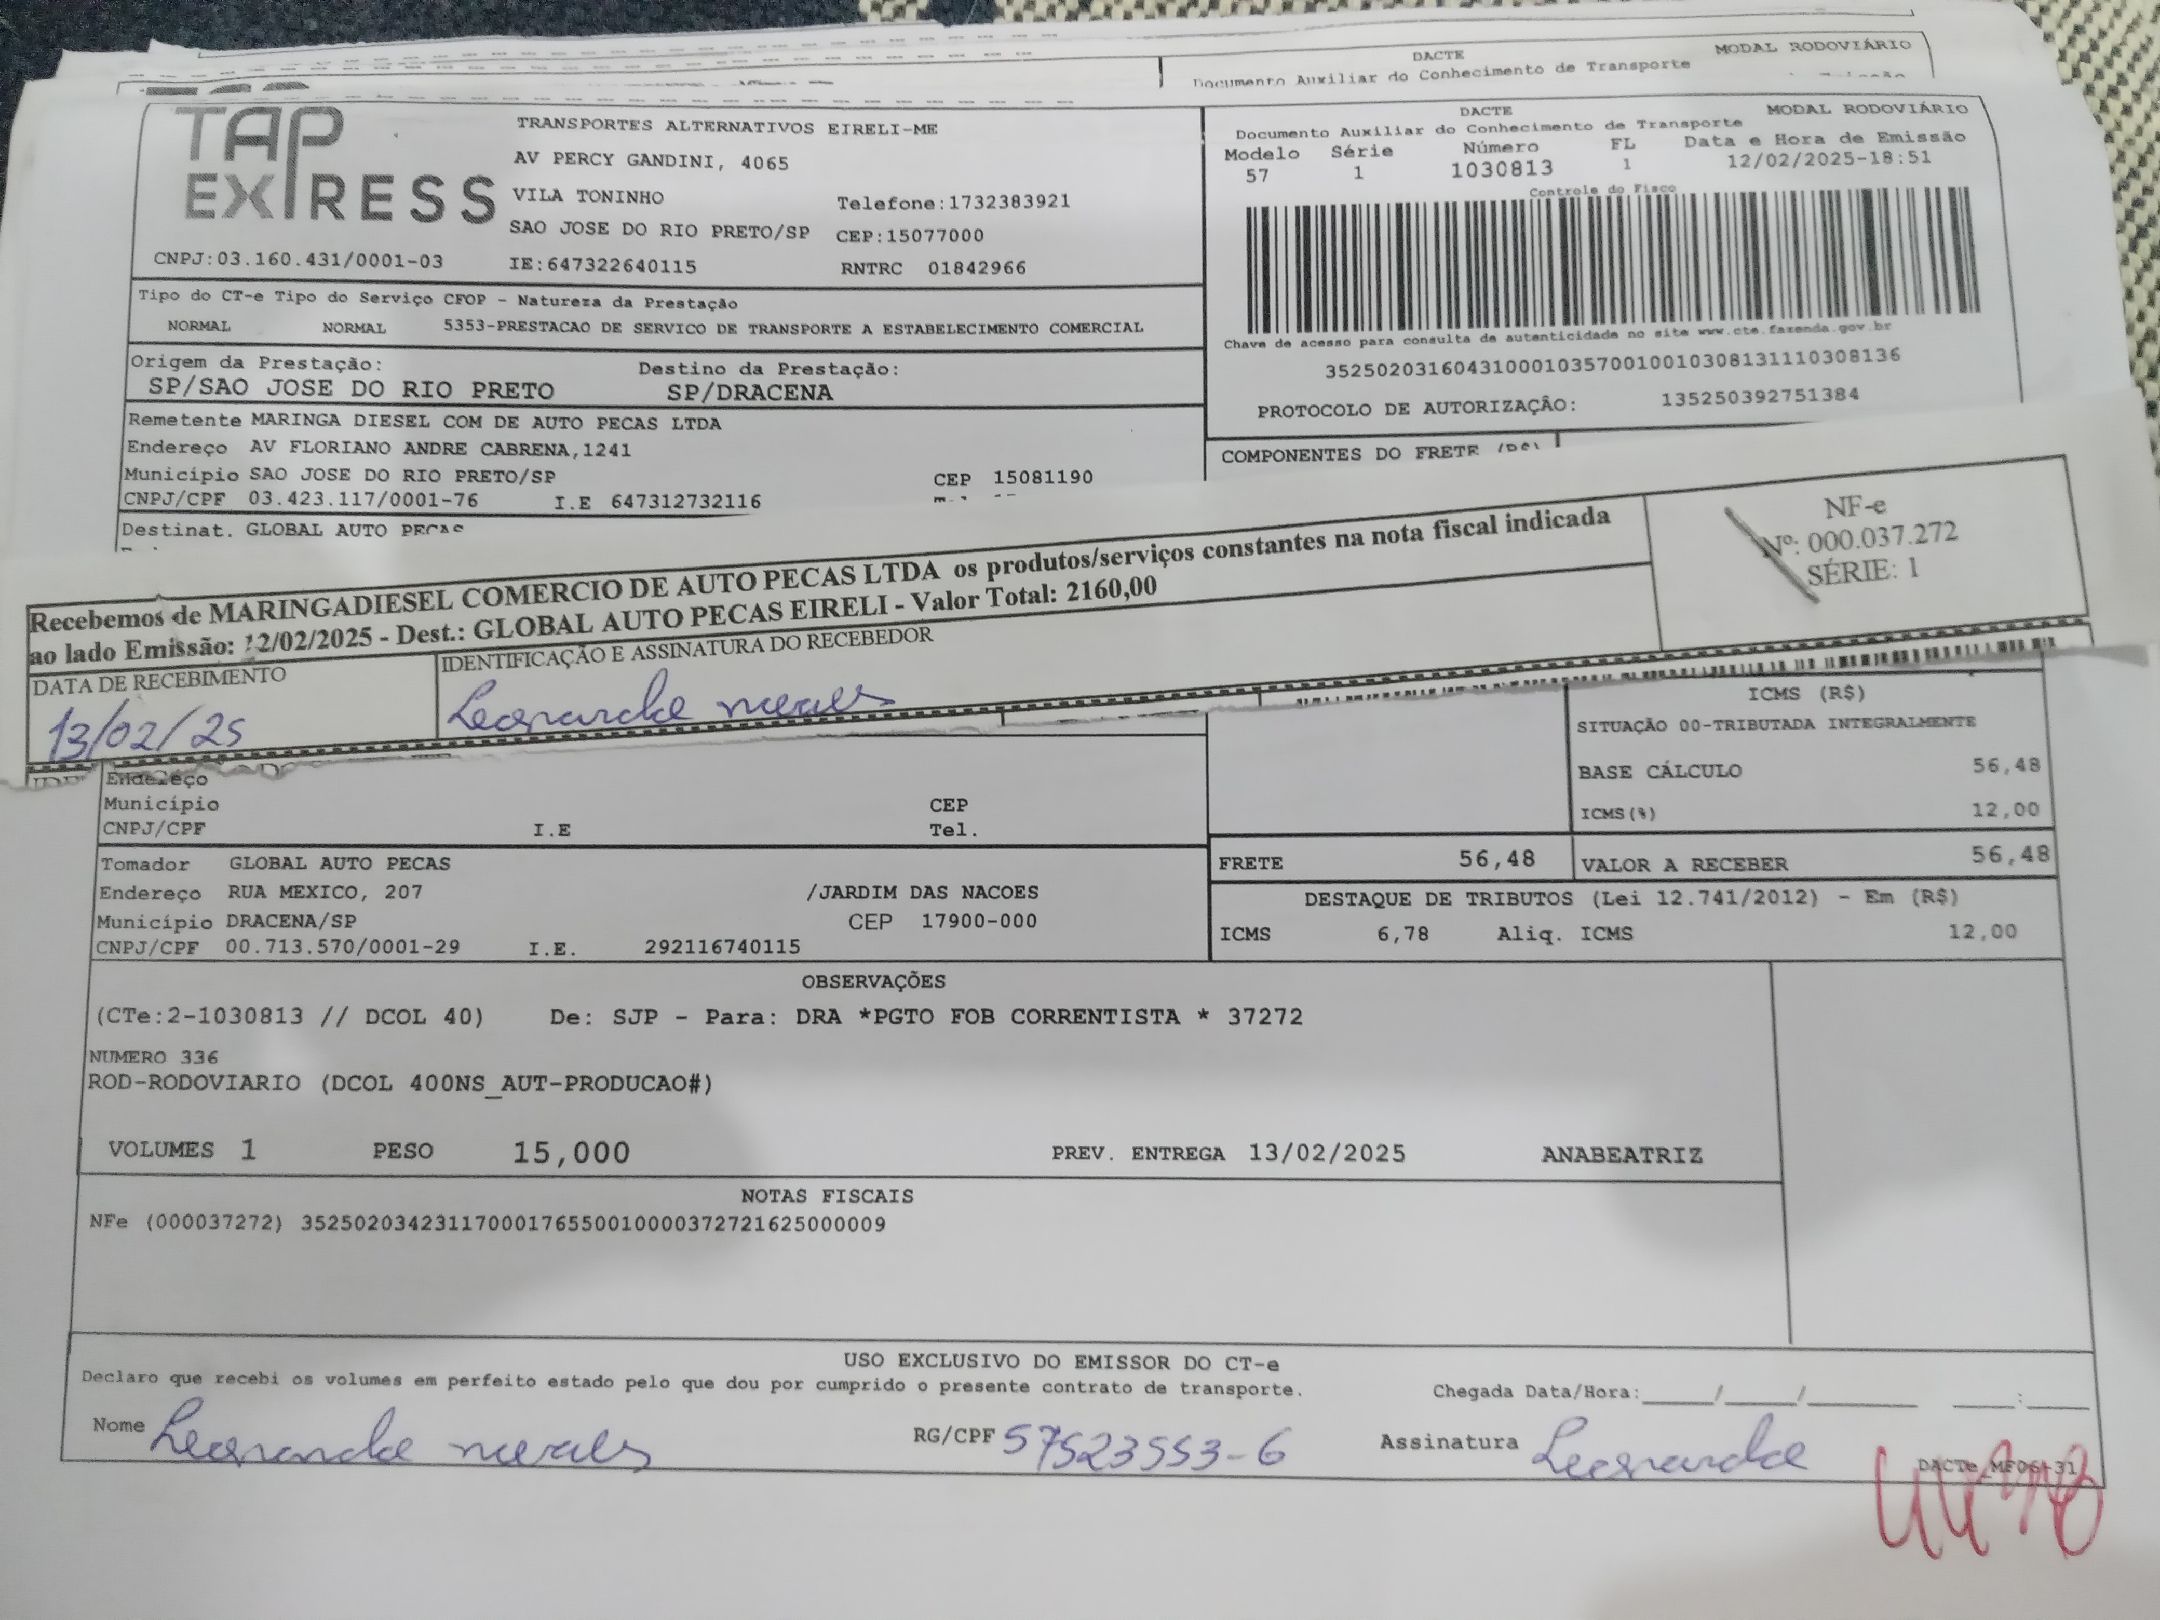 DACTE MODAL RODOVIÁRIO
Documento Auxiliar do Conhecimento de Transporte
TAP EXPRESS
TRANSPORTES ALTERNATIVOS EIRELI-ME
AV PERCY GANDINI, 4065
VILA TONINHO Telefone:1732383921
SAO JOSE DO RIO PRETO/SP CEP:15077000
CNPJ:03.160.431/0001-03 IE:647322640115 RNTRC 01842966
DACTE MODAL RODOVIÁRIO
Documento Auxiliar do Conhecimento de Transporte
Modelo Série Número FL Data e Hora de Emissão
57 1 1030813 1 12/02/2025-18:51
Controle do Fisco
Chave de acesso para consulta de autenticidade no site www.cte.fazenda.gov.br
35250203160431000103570010010308131110308136
PROTOCOLO DE AUTORIZAÇÃO: 135250392751384
Tipo do CT-e Tipo do Serviço CFOP - Natureza da Prestação
NORMAL NORMAL 5353-PRESTACAO DE SERVICO DE TRANSPORTE A ESTABELECIMENTO COMERCIAL
Origem da Prestação: Destino da Prestação:
SP/SAO JOSE DO RIO PRETO SP/DRACENA
Remetente MARINGA DIESEL COM DE AUTO PECAS LTDA
Endereço AV FLORIANO ANDRE CABRENA,1241
Município SAO JOSE DO RIO PRETO/SP CEP 15081190
CNPJ/CPF 03.423.117/0001-76 I.E 647312732116
Destinat. GLOBAL AUTO PECAS
COMPONENTES DO FRETE
Recebemos de MARINGADIESEL COMERCIO DE AUTO PECAS LTDA os produtos/serviços constantes na nota fiscal indicada
ao lado Emissão: 12/02/2025 - Dest.: GLOBAL AUTO PECAS EIRELI - Valor Total: 2160,00
NF-e
Nº: 000.037.272
SÉRIE: 1
DATA DE RECEBIMENTO IDENTIFICAÇÃO E ASSINATURA DO RECEBEDOR
13/02/25
Endereço
Município CEP
CNPJ/CPF I.E Tel.
ICMS (R$)
SITUAÇÃO 00-TRIBUTADA INTEGRALMENTE
BASE CÁLCULO 56,48
ICMS(%) 12,00
Tomador GLOBAL AUTO PECAS
Endereço RUA MEXICO, 207 /JARDIM DAS NACOES
Município DRACENA/SP CEP 17900-000
CNPJ/CPF 00.713.570/0001-29 I.E. 292116740115
FRETE 56,48 VALOR A RECEBER 56,48
DESTAQUE DE TRIBUTOS (Lei 12.741/2012) - Em (R$)
ICMS 6,78 Aliq. ICMS 12,00
OBSERVAÇÕES
(CTe:2-1030813 // DCOL 40) De: SJP - Para: DRA *PGTO FOB CORRENTISTA * 37272
NUMERO 336
ROD-RODOVIARIO (DCOL 400NS_AUT-PRODUCAO#)
VOLUMES 1 PESO 15,000 PREV. ENTREGA 13/02/2025 ANABEATRIZ
NOTAS FISCAIS
NFe (000037272) 35250203423117000176550010000372721625000009
USO EXCLUSIVO DO EMISSOR DO CT-e
Declaro que recebi os volumes em perfeito estado pelo que dou por cumprido o presente contrato de transporte. Chegada Data/Hora:____/____/______ ____:____
Nome RG/CPF 57523553-6 Assinatura
DACTe_MF06-31